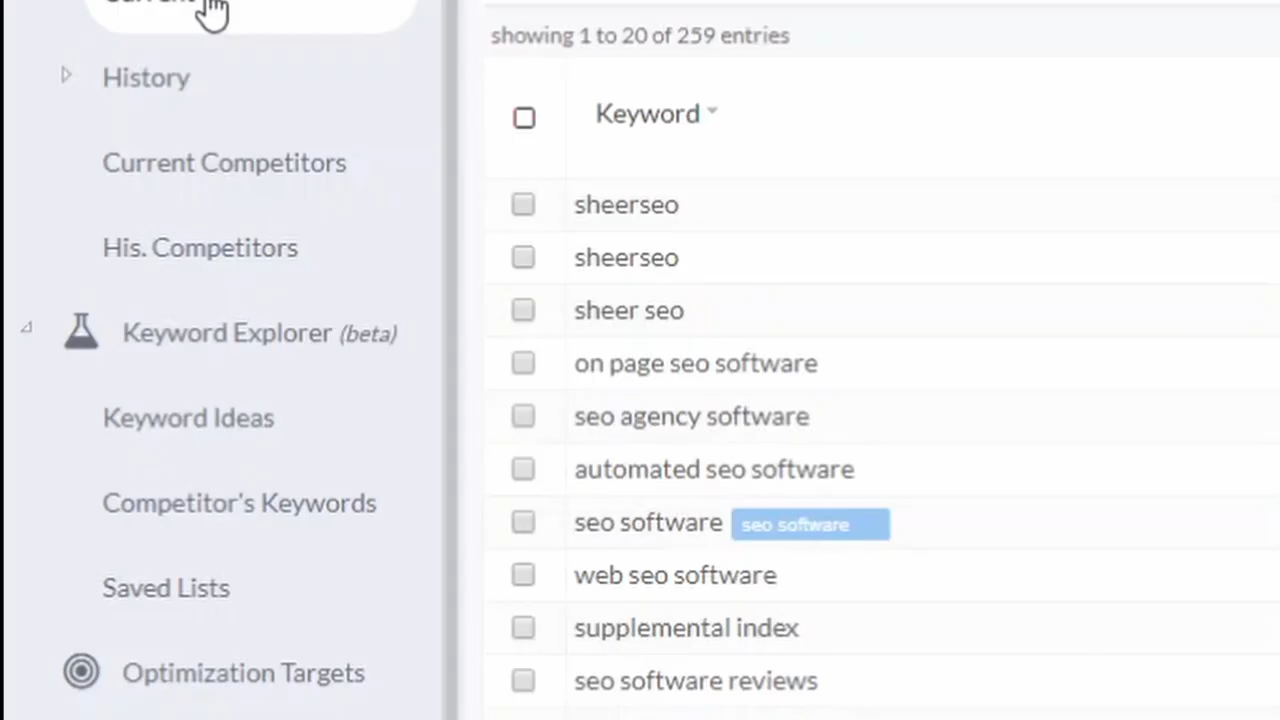 Current
History
Current Competitors
His. Competitors
Keyword Explorer (beta)
Keyword Ideas
Competitor's Keywords
Saved Lists
Optimization Targets
showing 1 to 20 of 259 entries
Keyword
sheerseo
sheerseo
sheer seo
on page seo software
seo agency software
automated seo software
seo software seo software
web seo software
supplemental index
seo software reviews